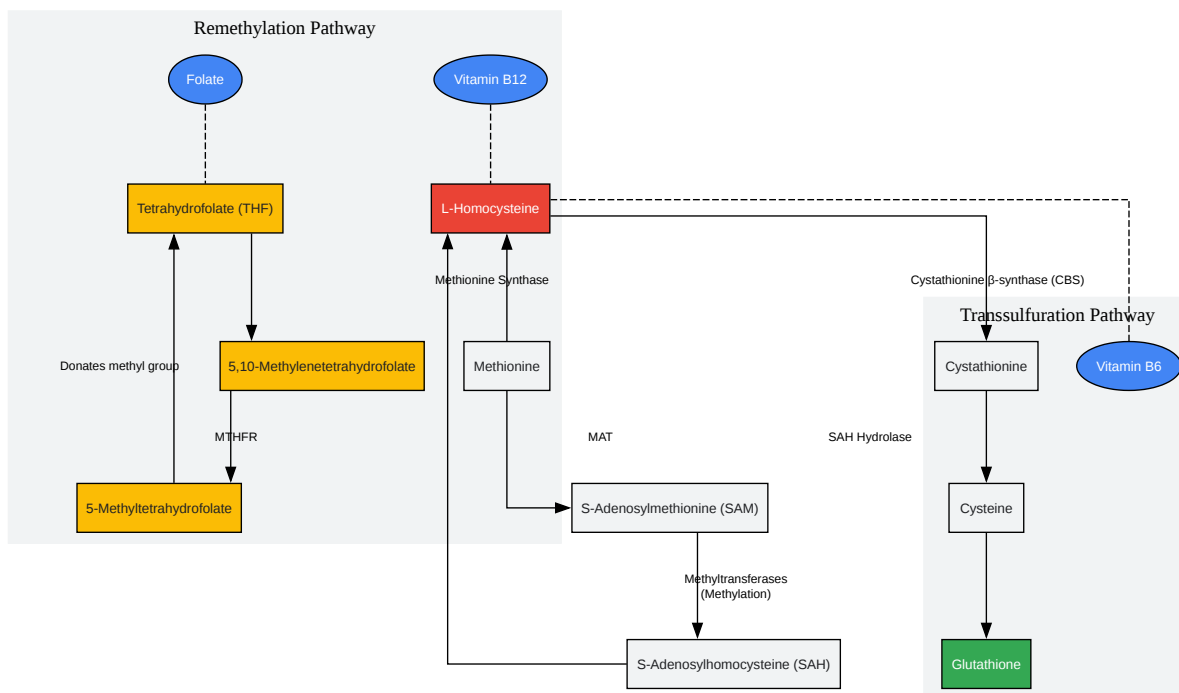 Remethylation Pathway
Folate
Vitamin B12
Tetrahydrofolate (THF)
L-Homocysteine
Methionine Synthase
Cystathionine β-synthase (CBS)
Transsulfuration Pathway
Donates methyl group
5,10-Methylenetetrahydrofolate
Methionine
Cystathionine
Vitamin B6
MTHFR
MAT
SAH Hydrolase
5-Methyltetrahydrofolate
S-Adenosylmethionine (SAM)
Cysteine
Methyltransferases
(Methylation)
S-Adenosylhomocysteine (SAH)
Glutathione